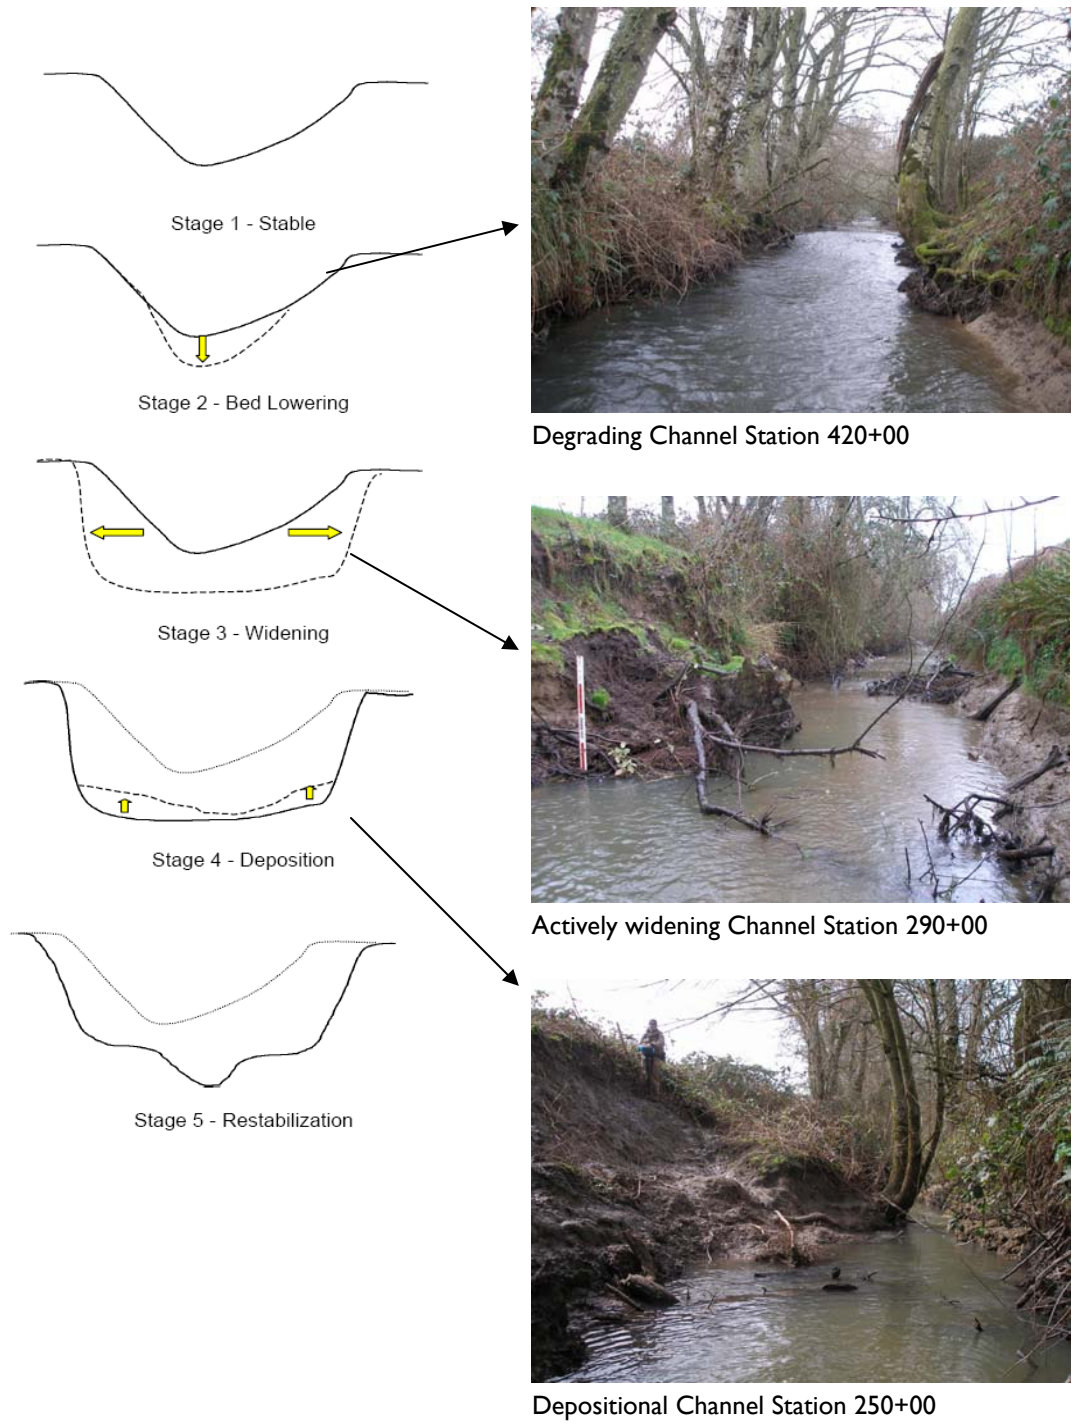 Stage 1 - Stable
Stage 2 - Bed Lowering
Stage 3 - Widening
Stage 4 - Deposition
Stage 5 - Restabilization
Degrading Channel Station 420+00
Actively widening Channel Station 290+00
Depositional Channel Station 250+00